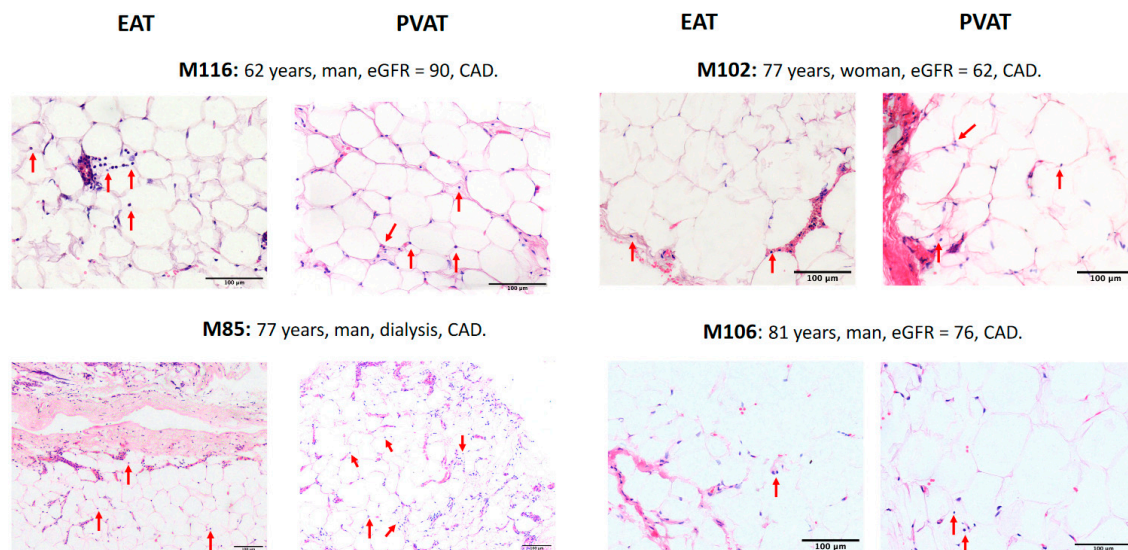 EAT PVAT EAT PVAT
M116: 62 years, man, eGFR = 90, CAD.
M102: 77 years, woman, eGFR = 62, CAD.
100 µm
100 µm
100 µm
100 µm
M85: 77 years, man, dialysis, CAD.
M106: 81 years, man, eGFR = 76, CAD.
100 µm
100 µm